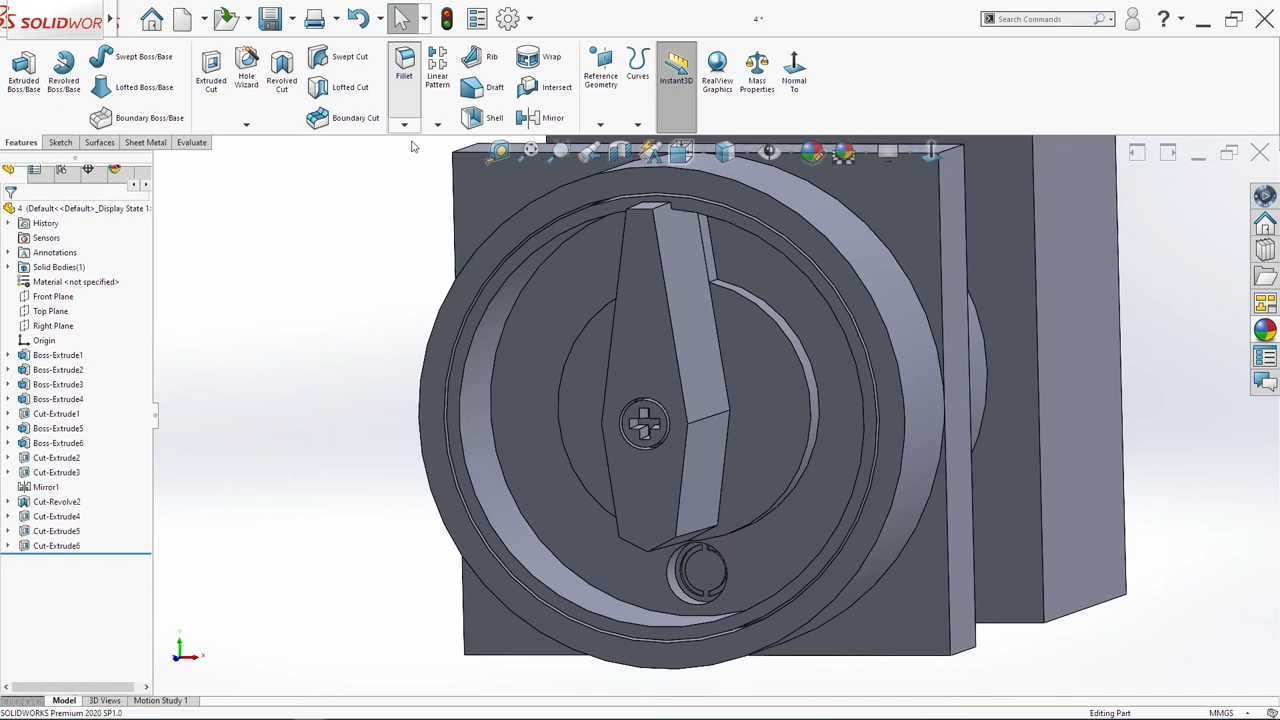 SOLIDWOR
4 *
Search Commands
Extruded Boss/Base
Revolved Boss/Base
Swept Boss/Base
Lofted Boss/Base
Boundary Boss/Base
Extruded Cut
Hole Wizard
Revolved Cut
Swept Cut
Lofted Cut
Boundary Cut
Fillet
Linear Pattern
Rib
Draft
Shell
Wrap
Intersect
Mirror
Reference Geometry
Curves
Instant3D
RealView Graphics
Mass Properties
Normal To
Features
Sketch
Surfaces
Sheet Metal
Evaluate
4 (Default<<Default>_Display State 1>
History
Sensors
Annotations
Solid Bodies(1)
Material <not specified>
Front Plane
Top Plane
Right Plane
Origin
Boss-Extrude1
Boss-Extrude2
Boss-Extrude3
Boss-Extrude4
Cut-Extrude1
Boss-Extrude5
Boss-Extrude6
Cut-Extrude2
Cut-Extrude3
Mirror1
Cut-Revolve2
Cut-Extrude4
Cut-Extrude5
Cut-Extrude6
Y
X
Model
3D Views
Motion Study 1
SOLIDWORKS Premium 2020 SP1.0
Editing Part
MMGS